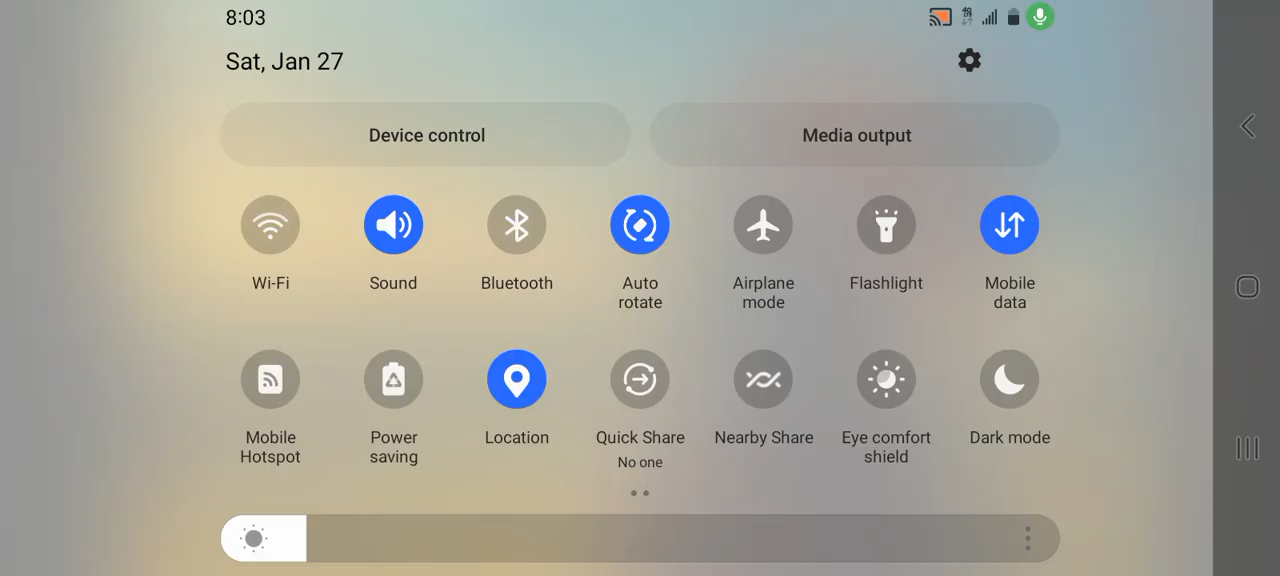 8:03
Sat, Jan 27
Device control
Media output
Wi-Fi
Sound
Bluetooth
Auto
rotate
Airplane
mode
Flashlight
Mobile
data
Mobile
Hotspot
Power
saving
Location
Quick Share
No one
Nearby Share
Eye comfort
shield
Dark mode